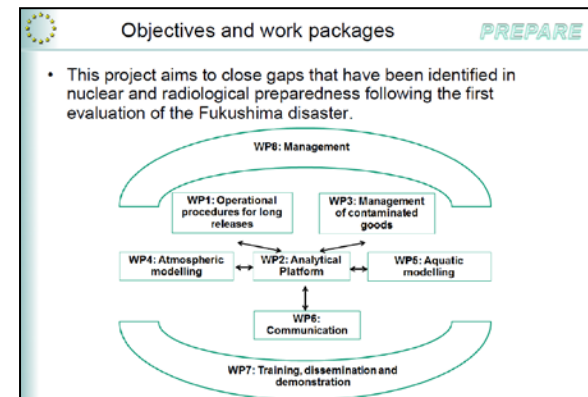 Objectives and work packages
PREPARE
• This project aims to close gaps that have been identified in
nuclear and radiological preparedness following the first
evaluation of the Fukushima disaster.
WP8: Management
WP1: Operational
procedures for long
releases
WP3: Management
of contaminated
goods
WP4: Atmospheric
modelling
WP2: Analytical
Platform
WP5: Aquatic
modelling
WP6:
Communication
WP7: Training, dissemination and
demonstration